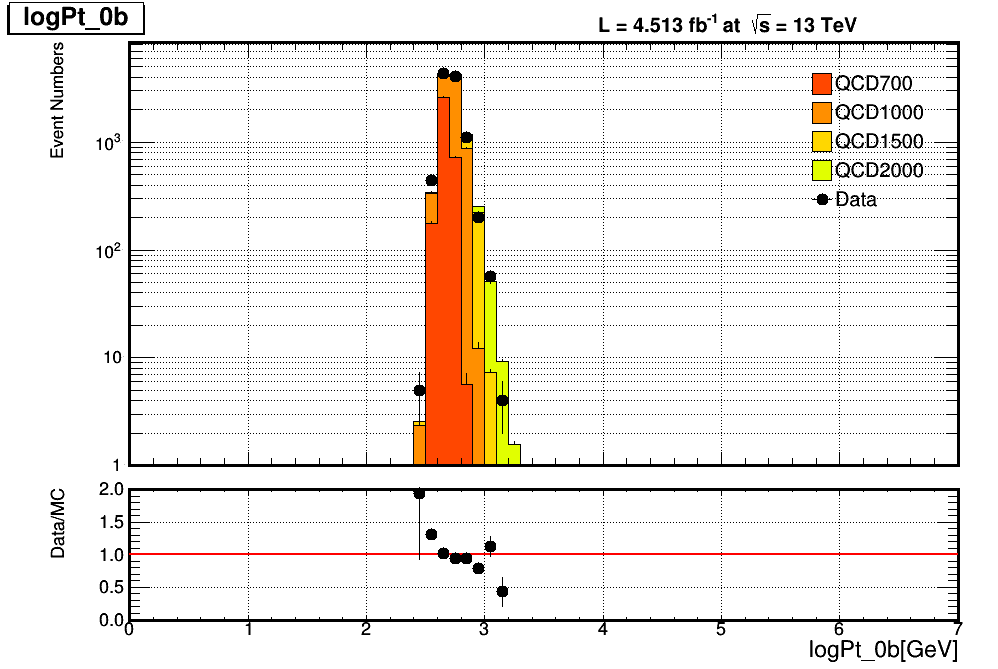 logPt_0b
L = 4.513 fb-1 at √s = 13 TeV
Event Numbers
10³
10²
10
1
QCD700
QCD1000
QCD1500
QCD2000
Data
Data/MC
2.0
1.5
1.0
0.5
0.0
0 1 2 3 4 5 6 7
logPt_0b[GeV]